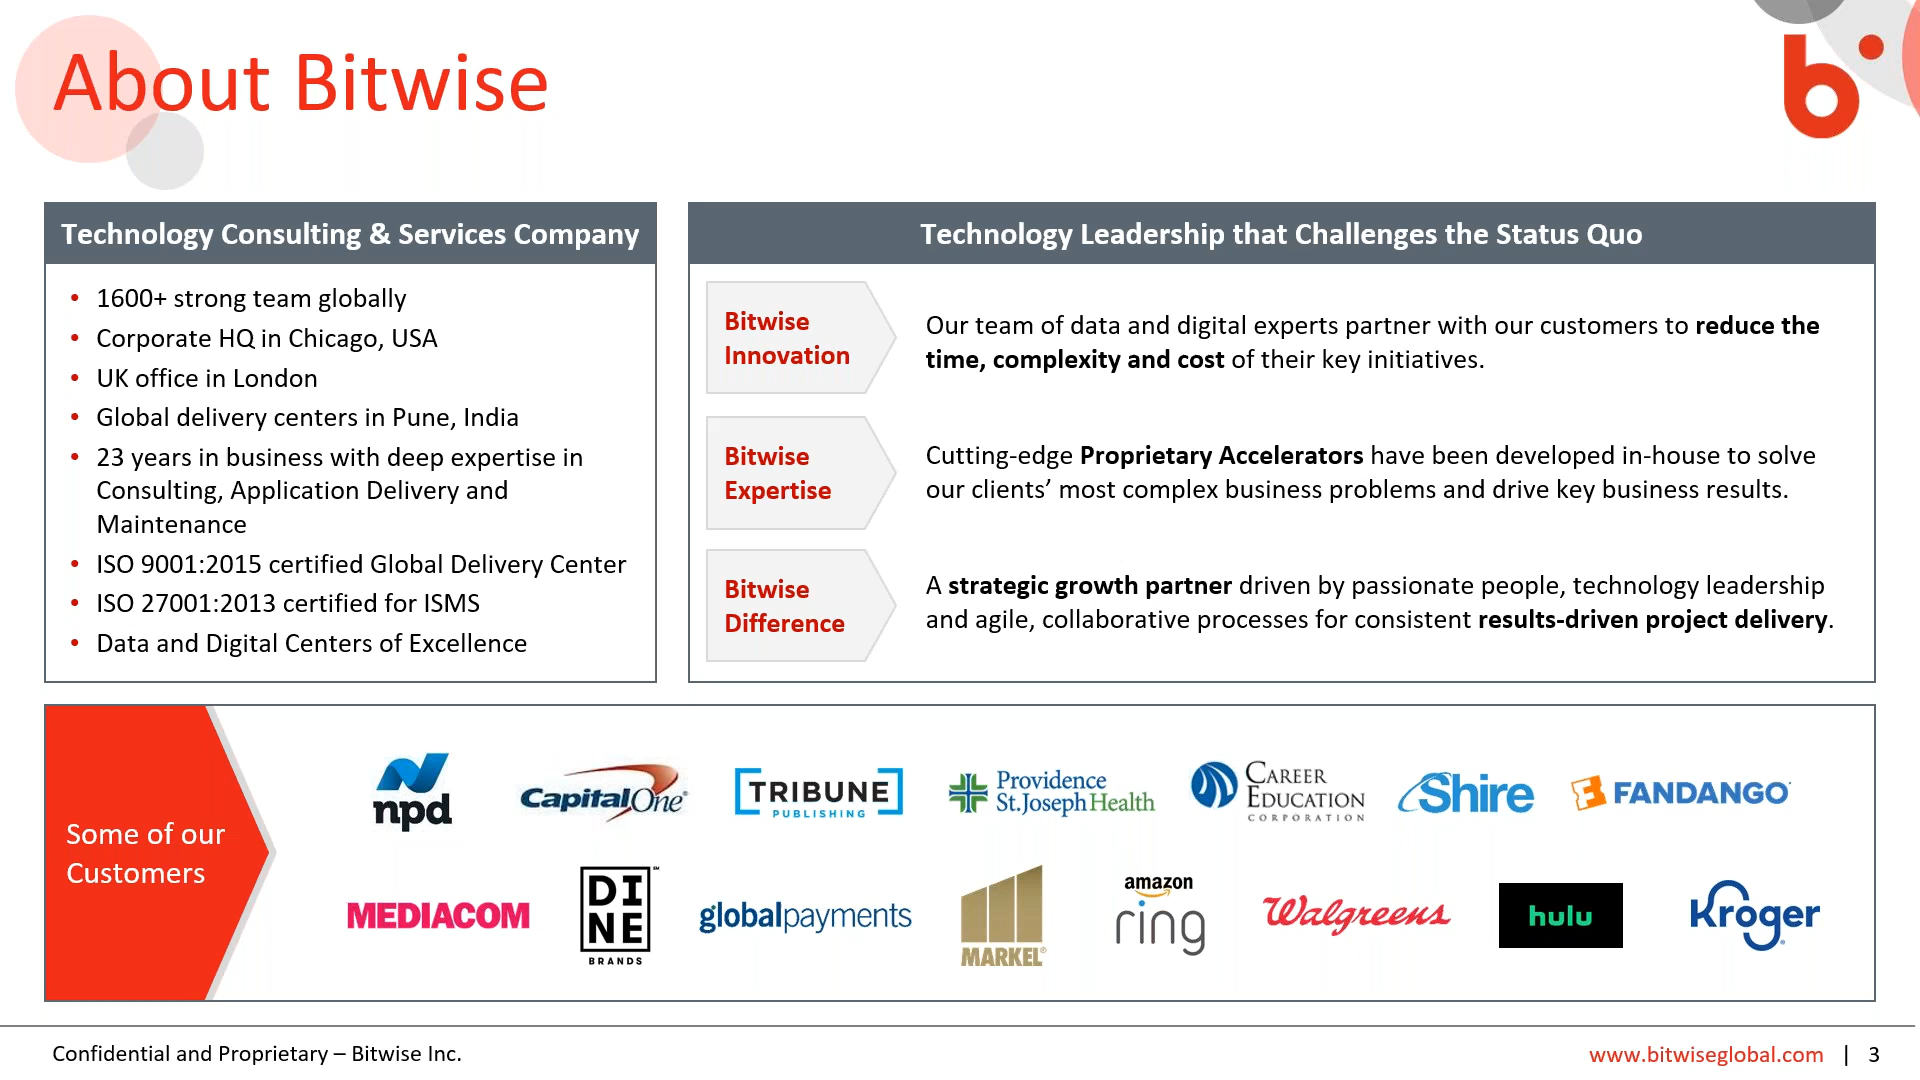 About Bitwise
b
Technology Consulting & Services Company
• 1600+ strong team globally
• Corporate HQ in Chicago, USA
• UK office in London
• Global delivery centers in Pune, India
• 23 years in business with deep expertise in
Consulting, Application Delivery and
Maintenance
• ISO 9001:2015 certified Global Delivery Center
• ISO 27001:2013 certified for ISMS
• Data and Digital Centers of Excellence
Technology Leadership that Challenges the Status Quo
Bitwise
Innovation
Our team of data and digital experts partner with our customers to reduce the
time, complexity and cost of their key initiatives.
Bitwise
Expertise
Cutting-edge Proprietary Accelerators have been developed in-house to solve
our clients’ most complex business problems and drive key business results.
Bitwise
Difference
A strategic growth partner driven by passionate people, technology leadership
and agile, collaborative processes for consistent results-driven project delivery.
Some of our
Customers
npd
CapitalOne®
TRIBUNE
PUBLISHING
Providence
St.Joseph Health
CAREER
EDUCATION
CORPORATION
Shire
FANDANGO
MEDIACOM
DI
NE
BRANDS
globalpayments
MARKEL®
amazon
ring
Walgreens
hulu
Kroger
Confidential and Proprietary – Bitwise Inc.
www.bitwiseglobal.com | 3